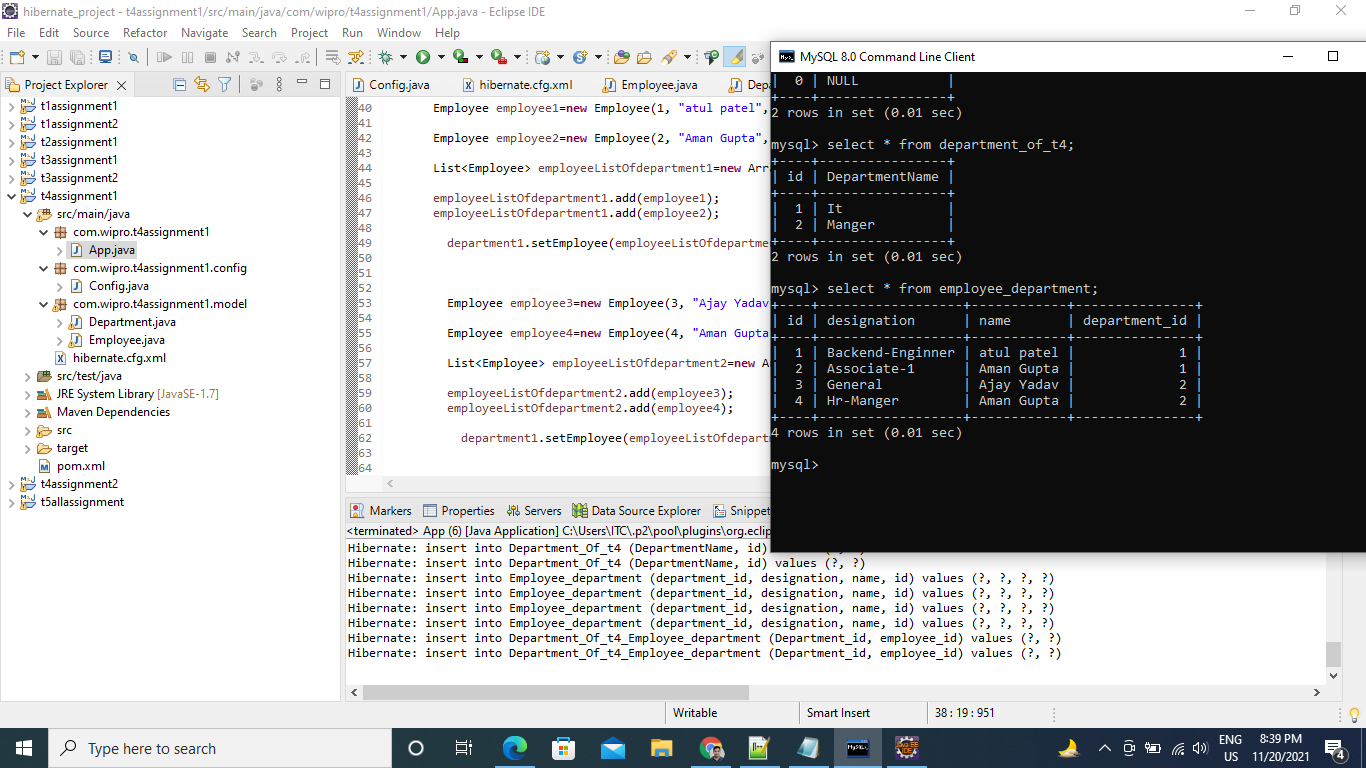 hibernate_project - t4assignment1/src/main/java/com/wipro/t4assignment1/App.java - Eclipse IDE
File Edit Source Refactor Navigate Search Project Run Window Help
Project Explorer
t1assignment1
t1assignment2
t2assignment1
t3assignment1
t3assignment2
t4assignment1
src/main/java
com.wipro.t4assignment1
App.java
com.wipro.t4assignment1.config
Config.java
com.wipro.t4assignment1.model
Department.java
Employee.java
hibernate.cfg.xml
src/test/java
JRE System Library [JavaSE-1.7]
Maven Dependencies
src
target
pom.xml
t4assignment2
t5allassignment
Config.java hibernate.cfg.xml Employee.java Dep
40 Employee employee1=new Employee(1, "atul patel",
41
42 Employee employee2=new Employee(2, "Aman Gupta",
43
44 List<Employee> employeeListOfdepartment1=new Arr
45
46 employeeListOfdepartment1.add(employee1);
47 employeeListOfdepartment1.add(employee2);
48
49 department1.setEmployee(employeeListOfdepartme
50
51
52
53 Employee employee3=new Employee(3, "Ajay Yadav
54
55 Employee employee4=new Employee(4, "Aman Gupta
56
57 List<Employee> employeeListOfdepartment2=new A
58
59 employeeListOfdepartment2.add(employee3);
60 employeeListOfdepartment2.add(employee4);
61
62 department1.setEmployee(employeeListOfdepart
63
64
MySQL 8.0 Command Line Client
| 0 | NULL |
+----+----------------+
2 rows in set (0.01 sec)
mysql> select * from department_of_t4;
+----+----------------+
| id | DepartmentName |
+----+----------------+
| 1 | It |
| 2 | Manger |
+----+----------------+
2 rows in set (0.01 sec)
mysql> select * from employee_department;
+----+------------------+------------+---------------+
| id | designation | name | department_id |
+----+------------------+------------+---------------+
| 1 | Backend-Enginner | atul patel | 1 |
| 2 | Associate-1 | Aman Gupta | 1 |
| 3 | General | Ajay Yadav | 2 |
| 4 | Hr-Manger | Aman Gupta | 2 |
+----+------------------+------------+---------------+
4 rows in set (0.01 sec)
mysql>
Markers Properties Servers Data Source Explorer Snippet
<terminated> App (6) [Java Application] C:\Users\ITC\.p2\pool\plugins\org.eclip
Hibernate: insert into Department_Of_t4 (DepartmentName, id)
Hibernate: insert into Department_Of_t4 (DepartmentName, id) values (?, ?)
Hibernate: insert into Employee_department (department_id, designation, name, id) values (?, ?, ?, ?)
Hibernate: insert into Employee_department (department_id, designation, name, id) values (?, ?, ?, ?)
Hibernate: insert into Employee_department (department_id, designation, name, id) values (?, ?, ?, ?)
Hibernate: insert into Employee_department (department_id, designation, name, id) values (?, ?, ?, ?)
Hibernate: insert into Department_Of_t4_Employee_department (Department_id, employee_id) values (?, ?)
Hibernate: insert into Department_Of_t4_Employee_department (Department_id, employee_id) values (?, ?)
Writable Smart Insert 38 : 19 : 951
Type here to search
ENG
US
8:39 PM
11/20/2021
4